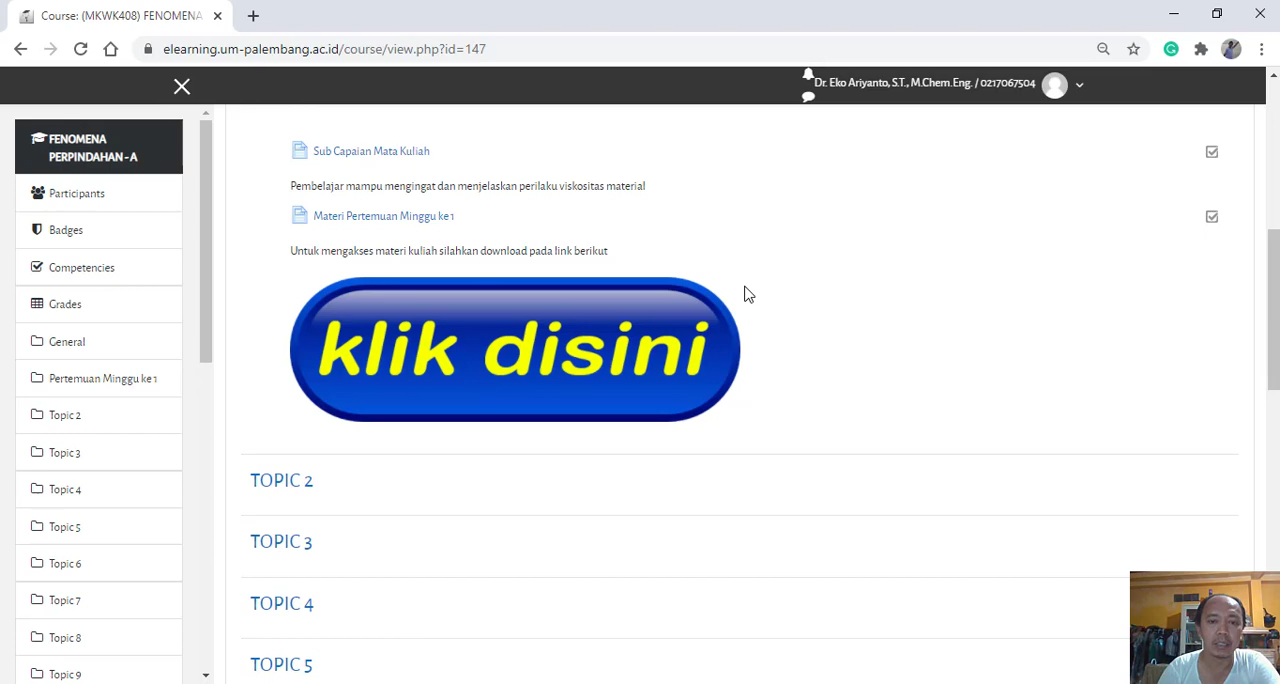 Course: (MKWK408) FENOMENA
elearning.um-palembang.ac.id/course/view.php?id=147
Dr. Eko Ariyanto, S.T., M.Chem.Eng. / 0217067504
FENOMENA
PERPINDAHAN - A
Participants
Badges
Competencies
Grades
General
Pertemuan Minggu ke 1
Topic 2
Topic 3
Topic 4
Topic 5
Topic 6
Topic 7
Topic 8
Topic 9
Sub Capaian Mata Kuliah
Pembelajar mampu mengingat dan menjelaskan perilaku viskositas material
Materi Pertemuan Minggu ke 1
Untuk mengakses materi kuliah silahkan download pada link berikut
klik disini
TOPIC 2
TOPIC 3
TOPIC 4
TOPIC 5